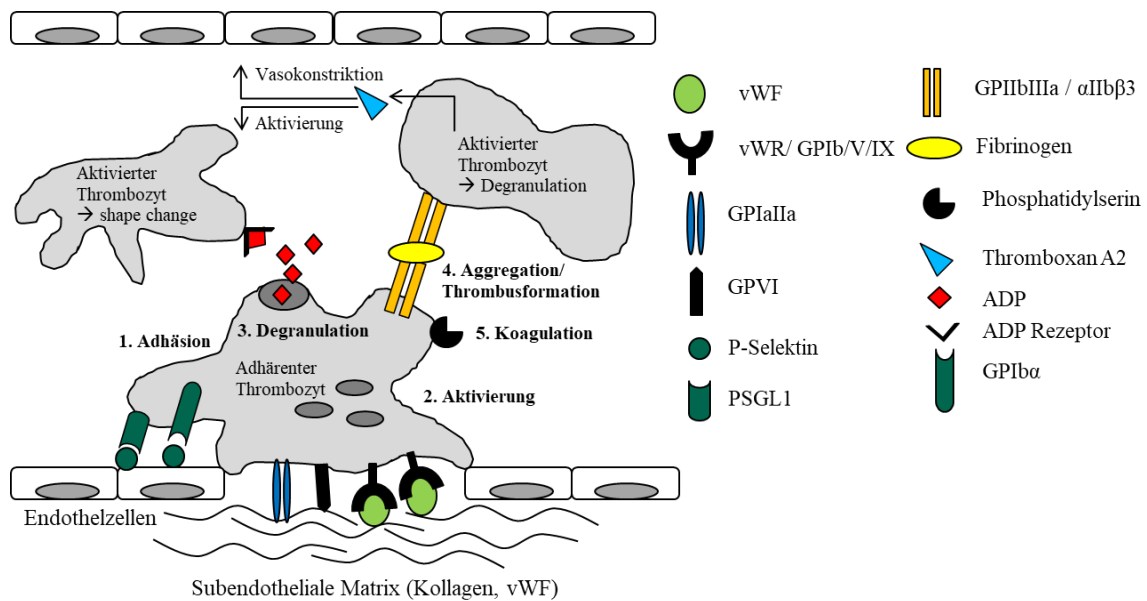 Vasokonstriktion
Aktivierung
Aktivierter
Thrombozyt
→ shape change
Aktivierter
Thrombozyt
→ Degranulation
4. Aggregation/
Thrombusformation
3. Degranulation
5. Koagulation
1. Adhäsion
Adhärenter
Thrombozyt
2. Aktivierung
Endothelzellen
Subendotheliale Matrix (Kollagen, vWF)
vWF
vWR/ GPIb/V/IX
GPIaIIa
GPVI
P-Selektin
PSGL1
GPIIbIIIa / αIIbβ3
Fibrinogen
Phosphatidylserin
Thromboxan A2
ADP
ADP Rezeptor
GPIbα